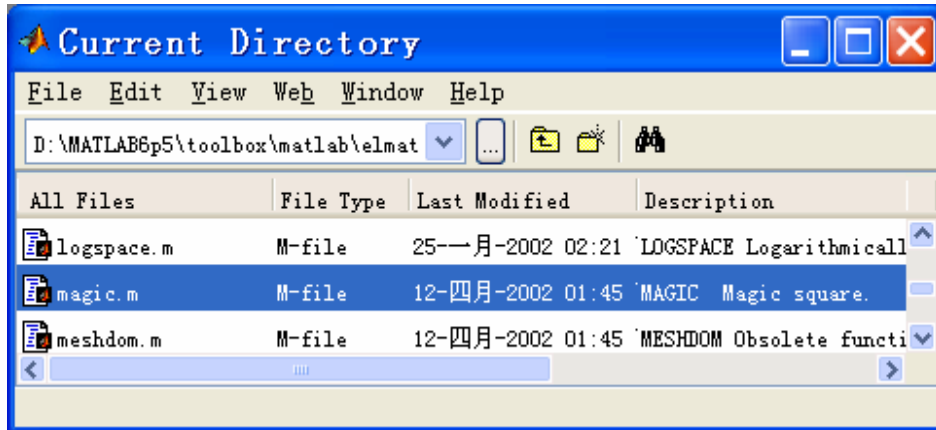 Current Directory
File Edit View Web Window Help
D:\MATLAB6p5\toolbox\matlab\elmat ...
All Files File Type Last Modified Description
logspace.m M-file 25-一月-2002 02:21 LOGSPACE Logarithmicall
magic.m M-file 12-四月-2002 01:45 MAGIC Magic square.
meshdom.m M-file 12-四月-2002 01:45 MESHDOM Obsolete functi